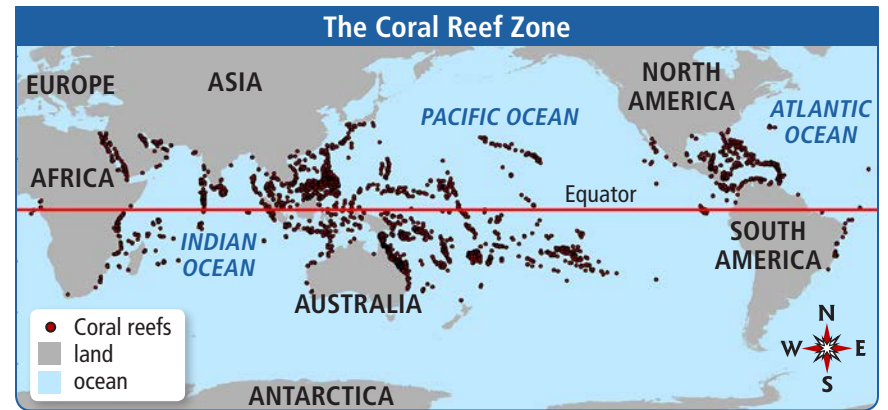 The Coral Reef Zone
EUROPE
ASIA
NORTH
AMERICA
PACIFIC OCEAN
ATLANTIC
OCEAN
AFRICA
Equator
INDIAN
OCEAN
SOUTH
AMERICA
AUSTRALIA
Coral reefs
land
ocean
ANTARCTICA
N
W
E
S